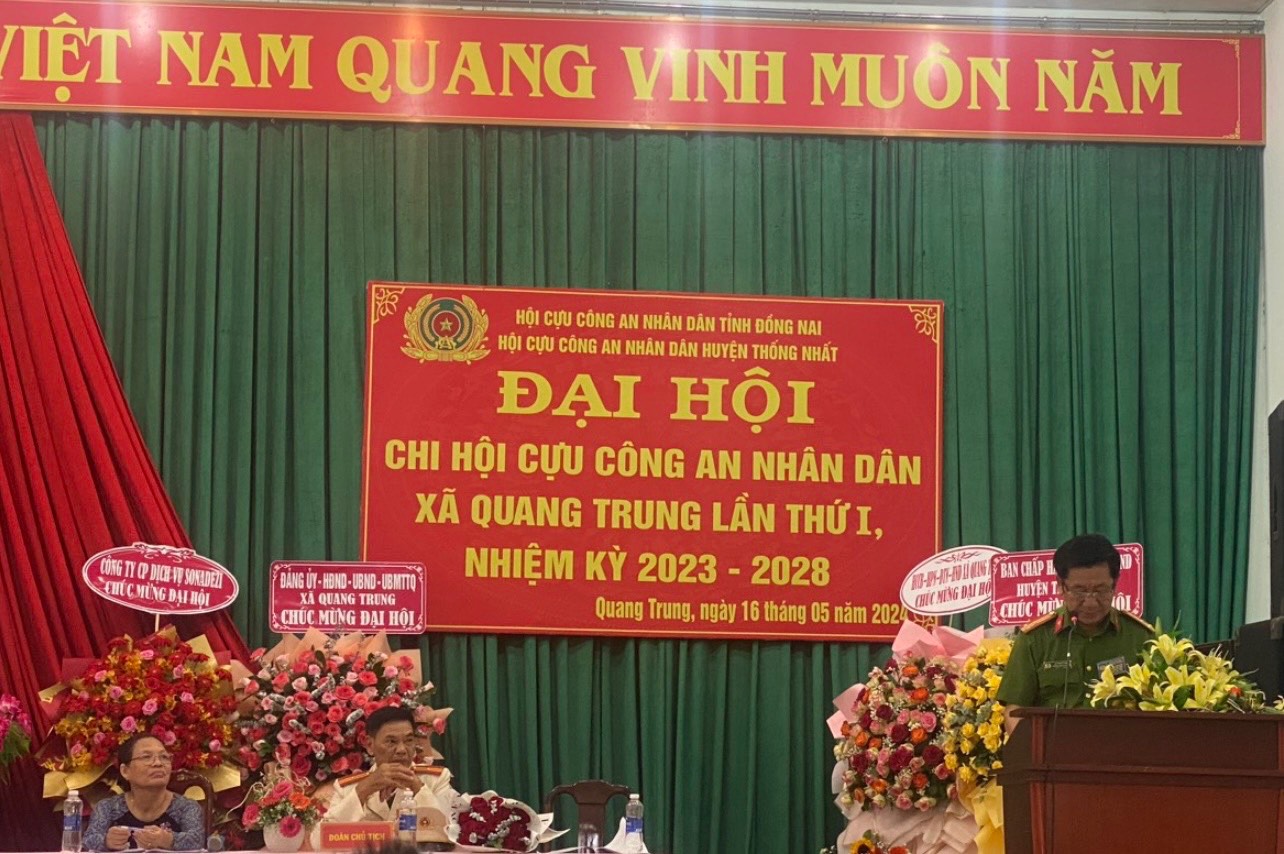 VIỆT NAM QUANG VINH MUÔN NĂM
HỘI CỰU CÔNG AN NHÂN DÂN TỈNH ĐỒNG NAI
HỘI CỰU CÔNG AN NHÂN DÂN HUYỆN THỐNG NHẤT
ĐẠI HỘI
CHI HỘI CỰU CÔNG AN NHÂN DÂN
XÃ QUANG TRUNG LẦN THỨ I,
NHIỆM KỲ 2023 - 2028
Quang Trung, ngày 16 tháng 05 năm 2024
CÔNG TY CP DỊCH VỤ SONADEZI
CHÚC MỪNG ĐẠI HỘI
ĐẢNG ỦY-HĐND-UBND-UBMTTQ
XÃ QUANG TRUNG
CHÚC MỪNG ĐẠI HỘI
QUANG
CHÚC MỪNG ĐẠI HỘI
BAN CHẤP
HUYỆN
CHÚC MỪNG ĐẠI HỘI
ĐOÀN CHỦ TỊCH